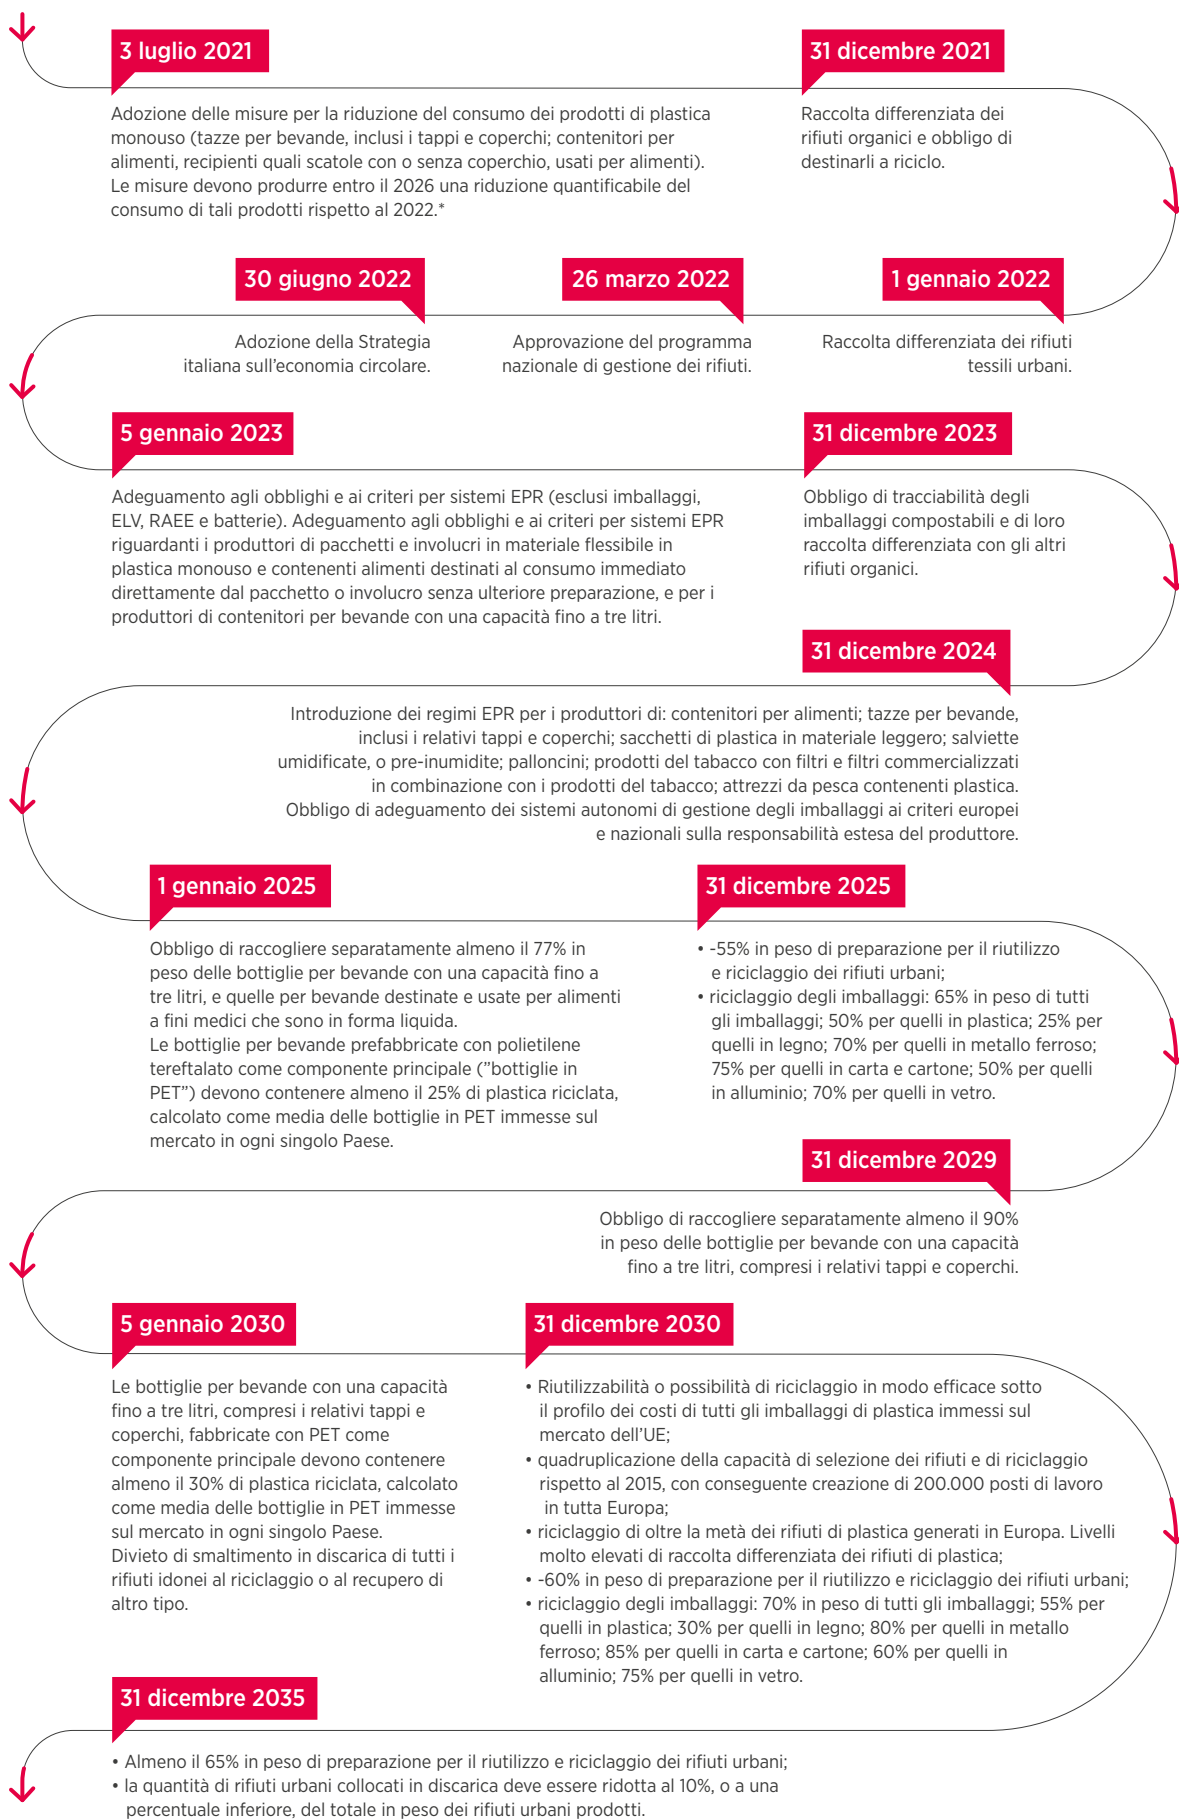 3 luglio 2021
Adozione delle misure per la riduzione del consumo dei prodotti di plastica
monouso (tazze per bevande, inclusi i tappi e coperchi; contenitori per
alimenti, recipienti quali scatole con o senza coperchio, usati per alimenti).
Le misure devono produrre entro il 2026 una riduzione quantificabile del
consumo di tali prodotti rispetto al 2022.*
31 dicembre 2021
Raccolta differenziata dei
rifiuti organici e obbligo di
destinarli a riciclo.
1 gennaio 2022
Raccolta differenziata dei rifiuti
tessili urbani.
26 marzo 2022
Approvazione del programma
nazionale di gestione dei rifiuti.
30 giugno 2022
Adozione della Strategia
italiana sull'economia circolare.
5 gennaio 2023
Adeguamento agli obblighi e ai criteri per sistemi EPR (esclusi imballaggi,
ELV, RAEE e batterie). Adeguamento agli obblighi e ai criteri per sistemi EPR
riguardanti i produttori di pacchetti e involucri in materiale flessibile in
plastica monouso e contenenti alimenti destinati al consumo immediato
direttamente dal pacchetto o involucro senza ulteriore preparazione, e per i
produttori di contenitori per bevande con una capacità fino a tre litri.
31 dicembre 2023
Obbligo di tracciabilità degli
imballaggi compostabili e di loro
raccolta differenziata con gli altri
rifiuti organici.
31 dicembre 2024
Introduzione dei regimi EPR per i produttori di: contenitori per alimenti; tazze per bevande,
inclusi i relativi tappi e coperchi; sacchetti di plastica in materiale leggero; salviette
umidificate, o pre-inumidite; palloncini; prodotti del tabacco con filtri e filtri commercializzati
in combinazione con i prodotti del tabacco; attrezzi da pesca contenenti plastica.
Obbligo di adeguamento dei sistemi autonomi di gestione degli imballaggi ai criteri europei
e nazionali sulla responsabilità estesa del produttore.
1 gennaio 2025
Obbligo di raccogliere separatamente almeno il 77% in
peso delle bottiglie per bevande con una capacità fino a
tre litri, e quelle per bevande destinate e usate per alimenti
a fini medici che sono in forma liquida.
Le bottiglie per bevande prefabbricate con polietilene
tereftalato come componente principale ("bottiglie in
PET") devono contenere almeno il 25% di plastica riciclata,
calcolato come media delle bottiglie in PET immesse sul
mercato in ogni singolo Paese.
31 dicembre 2025
• -55% in peso di preparazione per il riutilizzo
e riciclaggio dei rifiuti urbani;
• riciclaggio degli imballaggi: 65% in peso di tutti
gli imballaggi; 50% per quelli in plastica; 25% per
quelli in legno; 70% per quelli in metallo ferroso;
75% per quelli in carta e cartone; 50% per quelli
in alluminio; 70% per quelli in vetro.
31 dicembre 2029
Obbligo di raccogliere separatamente almeno il 90%
in peso delle bottiglie per bevande con una capacità
fino a tre litri, compresi i relativi tappi e coperchi.
5 gennaio 2030
Le bottiglie per bevande con una capacità
fino a tre litri, compresi i relativi tappi e
coperchi, fabbricate con PET come
componente principale devono contenere
almeno il 30% di plastica riciclata, calcolato
come media delle bottiglie in PET immesse
sul mercato in ogni singolo Paese.
Divieto di smaltimento in discarica di tutti i
rifiuti idonei al riciclaggio o al recupero di
altro tipo.
31 dicembre 2030
• Riutilizzabilità o possibilità di riciclaggio in modo efficace sotto
il profilo dei costi di tutti gli imballaggi di plastica immessi sul
mercato dell'UE;
• quadruplicazione della capacità di selezione dei rifiuti e di riciclaggio
rispetto al 2015, con conseguente creazione di 200.000 posti di lavoro
in tutta Europa;
• riciclaggio di oltre la metà dei rifiuti di plastica generati in Europa. Livelli
molto elevati di raccolta differenziata dei rifiuti di plastica;
• -60% in peso di preparazione per il riutilizzo e riciclaggio dei rifiuti urbani;
• riciclaggio degli imballaggi: 70% in peso di tutti gli imballaggi; 55% per
quelli in plastica; 30% per quelli in legno; 80% per quelli in metallo
ferroso; 85% per quelli in carta e cartone; 60% per quelli in
alluminio; 75% per quelli in vetro.
31 dicembre 2035
• Almeno il 65% in peso di preparazione per il riutilizzo e riciclaggio dei rifiuti urbani;
• la quantità di rifiuti urbani collocati in discarica deve essere ridotta al 10%, o a una
percentuale inferiore, del totale in peso dei rifiuti urbani prodotti.